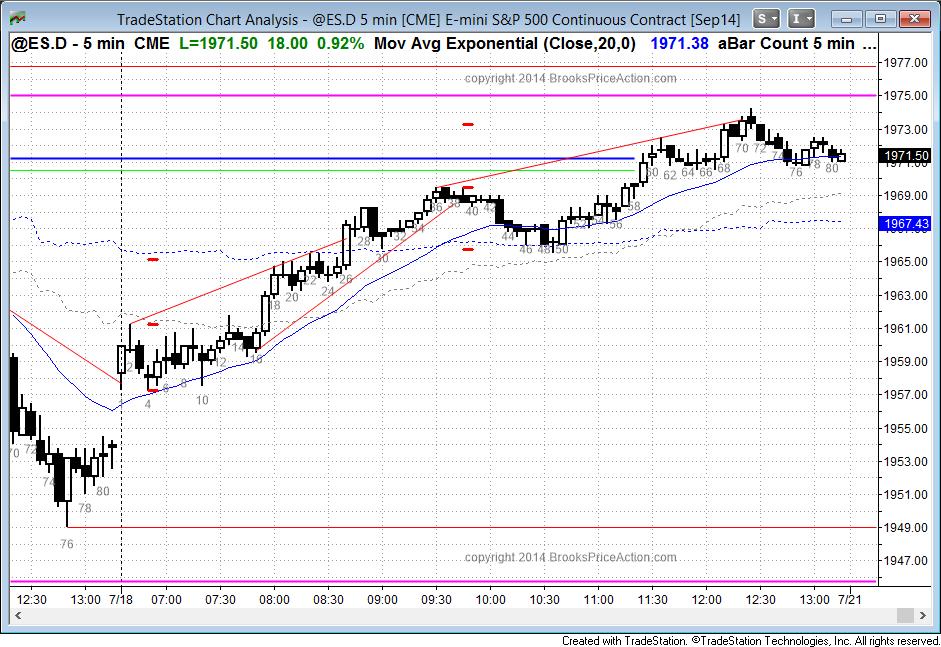 TradeStation Chart Analysis - @ES.D 5 min [CME] E-mini S&P 500 Continuous Contract [Sep14] S I
@ES.D - 5 min CME L=1971.50 18.00 0.92% Mov Avg Exponential (Close,20,0) 1971.38 aBar Count 5 min ...
1977.00
copyright 2014 BrooksPriceAction.com
1975.00
1973.00
70 72 74
1971.50
60 62 64 66 68 76 78 80
1969.00
36 38 40 42
58
1967.43
28 30 32 34 44 46 48 50 52 54 56
1965.00
18 20 22 24 26
1963.00
1961.00
2 12 14 16
1959.00
4 6 8 10
1957.00
1955.00
70 72 74
1953.00
78 80
1951.00
1949.00
76
copyright 2014 BrooksPriceAction.com
1947.00
12:30 13:00 7/18 07:00 07:30 08:00 08:30 09:00 09:30 10:00 10:30 11:00 11:30 12:00 12:30 13:00 7/21
Created with TradeStation. ©TradeStation Technologies, Inc. All rights reserved.